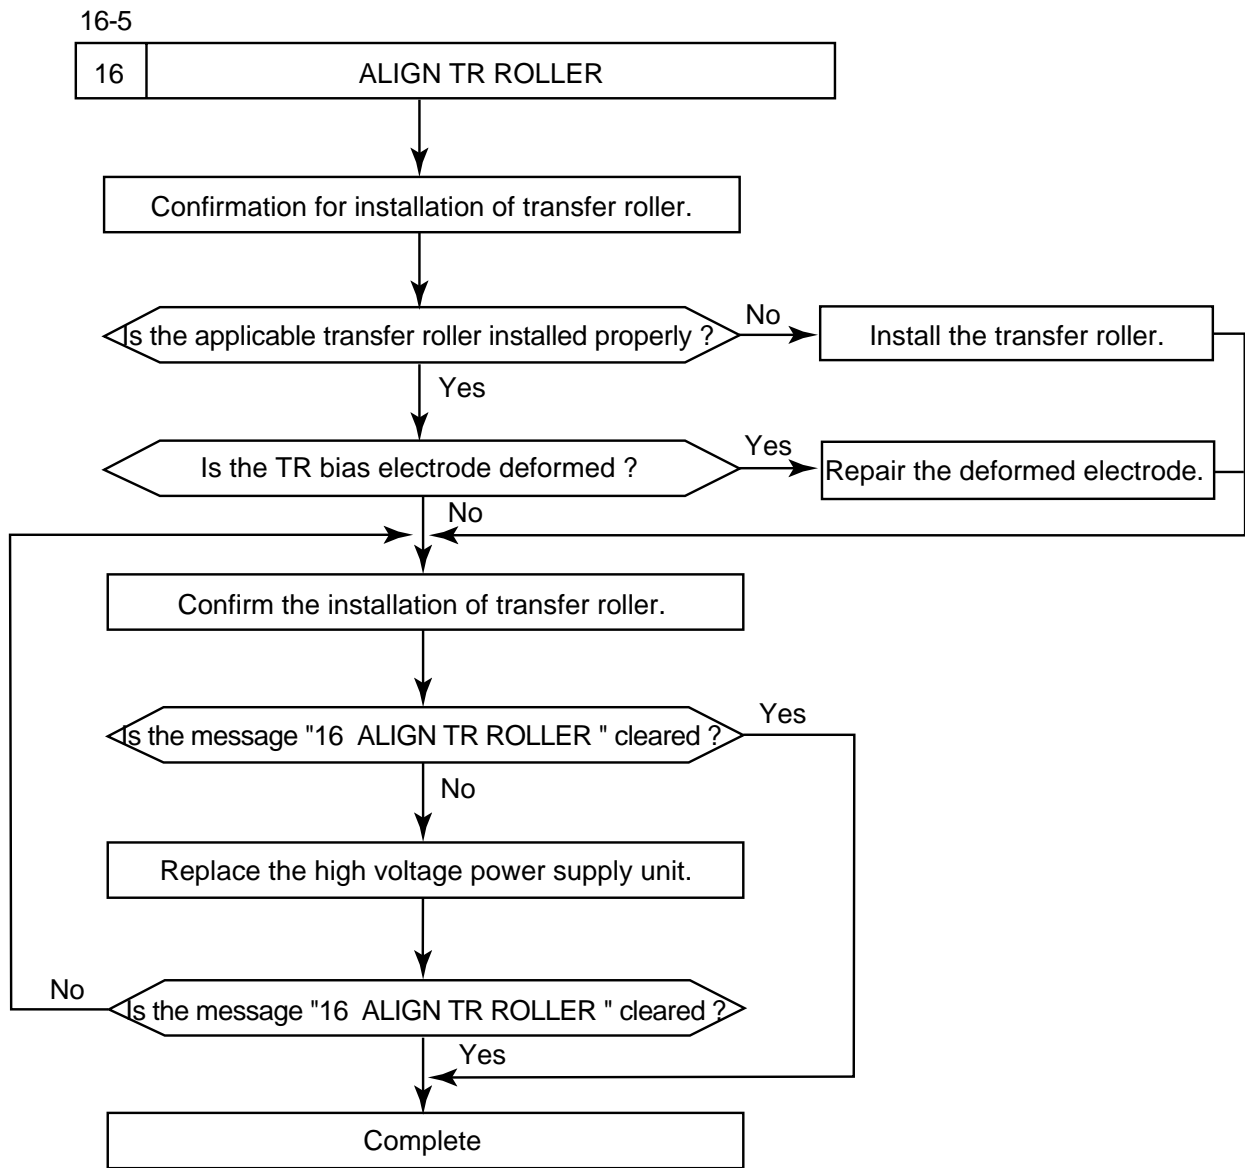 16-5
16
ALIGN TR ROLLER
Confirmation for installation of transfer roller.
Is the applicable transfer roller installed properly ?
No
Install the transfer roller.
Yes
Is the TR bias electrode deformed ?
Yes
Repair the deformed electrode.
No
Confirm the installation of transfer roller.
Is the message "16  ALIGN TR ROLLER " cleared ?
Yes
No
Replace the high voltage power supply unit.
No
Is the message "16  ALIGN TR ROLLER " cleared ?
Yes
Complete